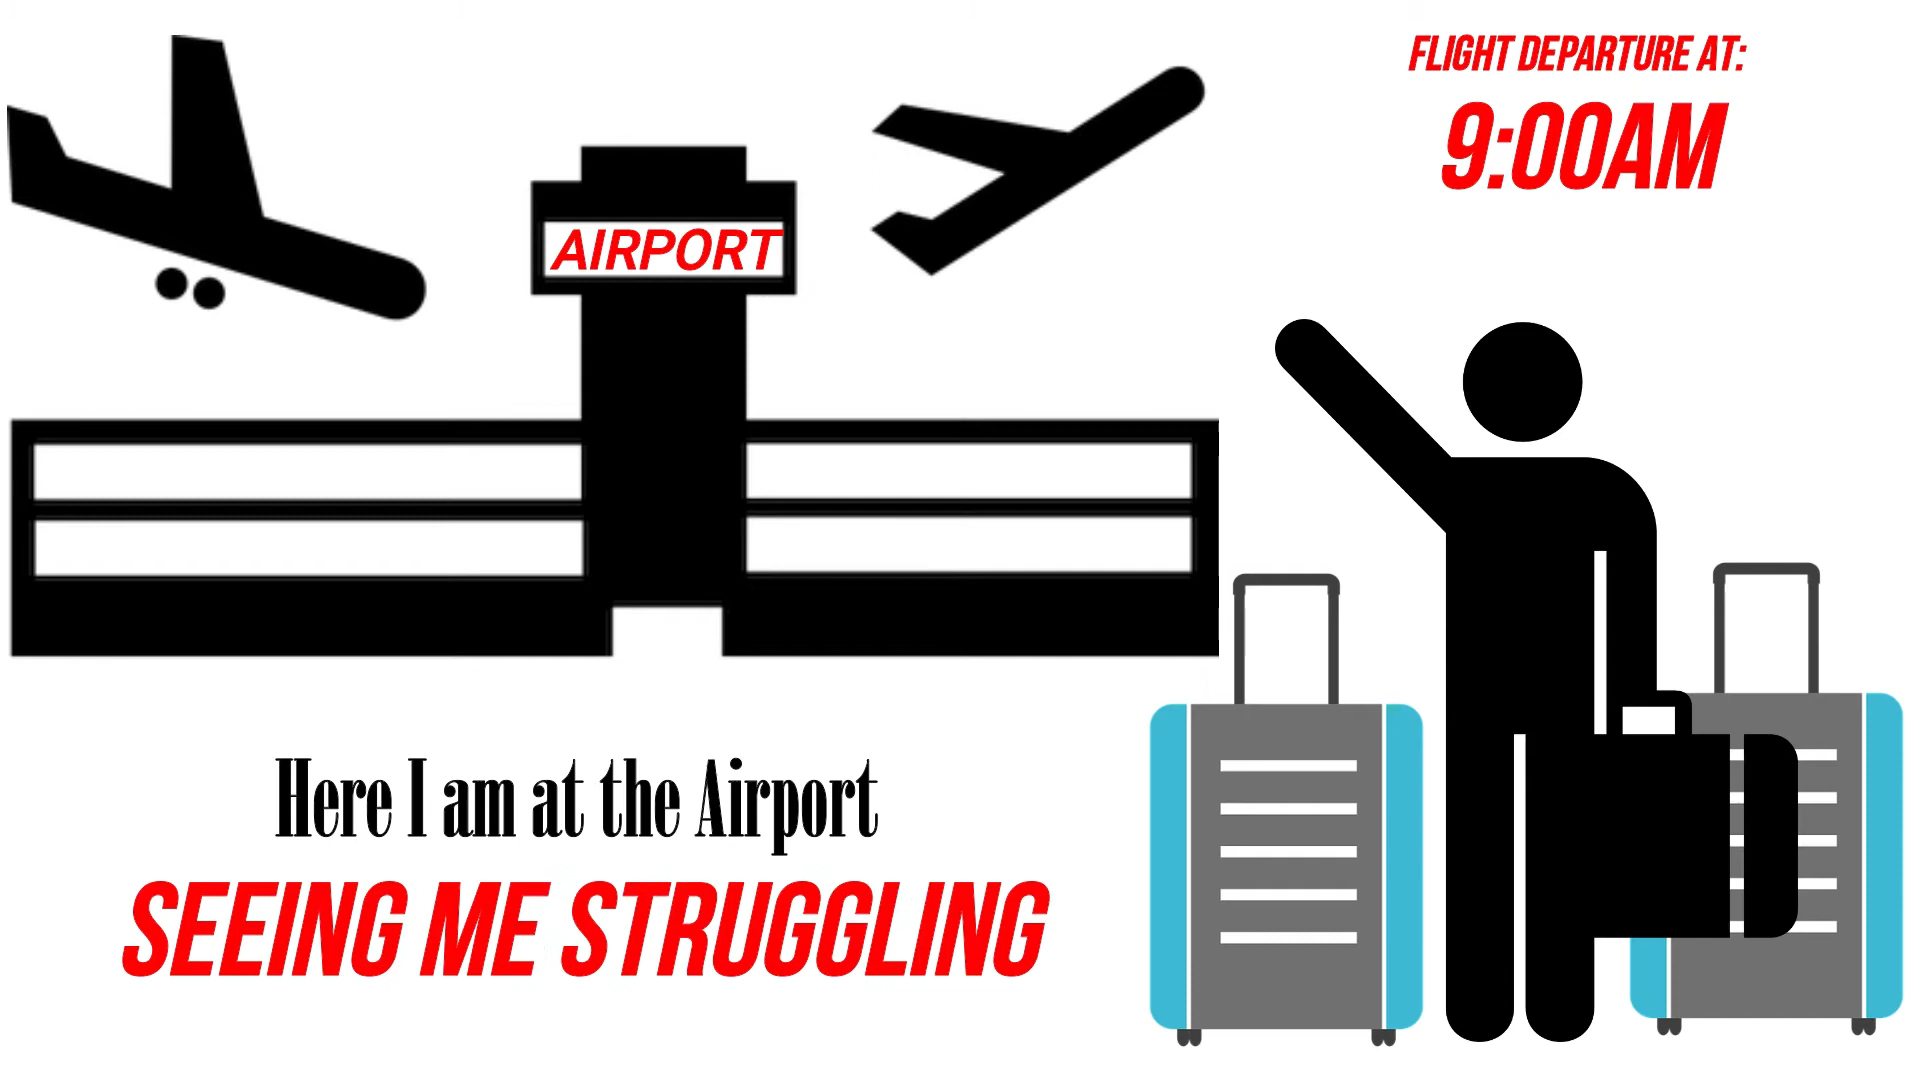 FLIGHT DEPARTURE AT:
9:00AM
AIRPORT
Here I am at the Airport
SEEING ME STRUGGLING